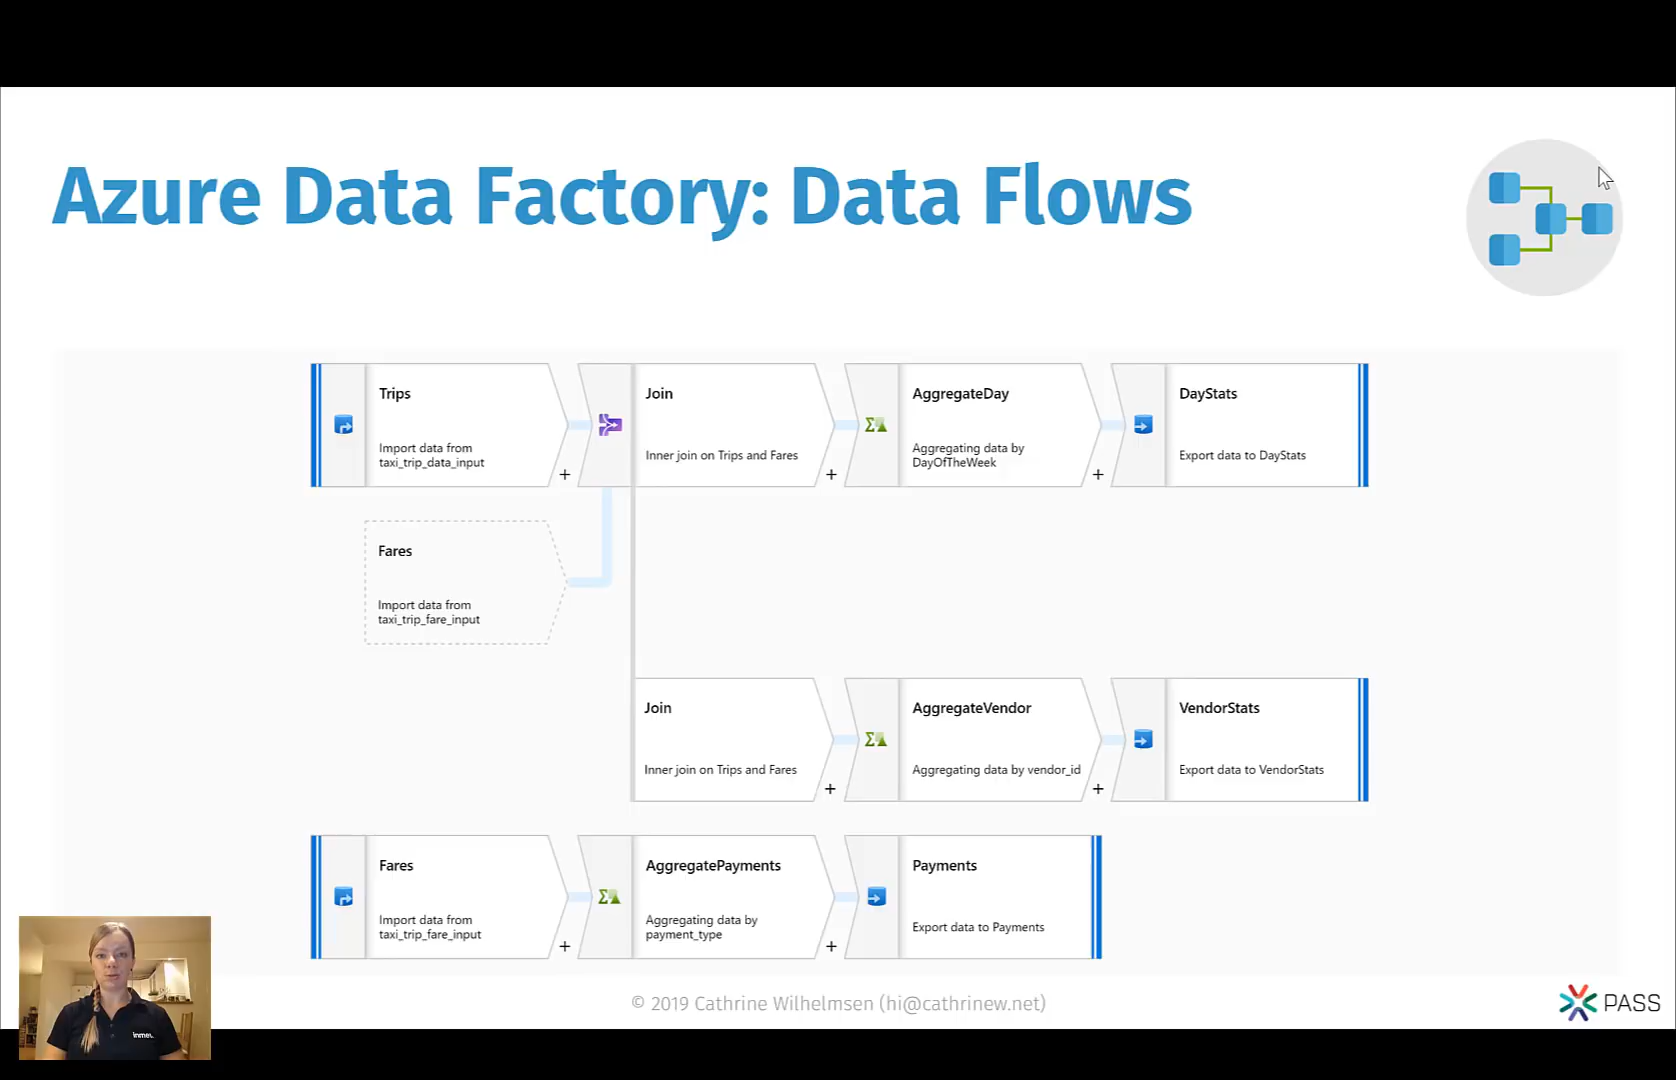 Azure Data Factory: Data Flows
Trips
Import data from
taxi_trip_data_input
+
Join
Inner join on Trips and Fares
+
AggregateDay
Aggregating data by
DayOfTheWeek
+
DayStats
Export data to DayStats
Fares
Import data from
taxi_trip_fare_input
Join
Inner join on Trips and Fares
+
AggregateVendor
Aggregating data by vendor_id
+
VendorStats
Export data to VendorStats
Fares
Import data from
taxi_trip_fare_input
+
AggregatePayments
Aggregating data by
payment_type
+
Payments
Export data to Payments
© 2019 Cathrine Wilhelmsen (hi@cathrinew.net)
PASS